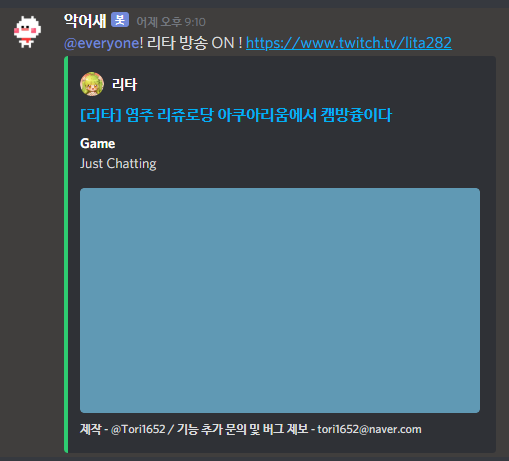 악어새 봇 어제 오후 9:10
@everyone! 리타 방송 ON ! https://www.twitch.tv/lita282
리타
[리타] 염주 리쥬로당 아쿠아리움에서 캠방쥼이다
Game
Just Chatting
제작 - @Tori1652 / 기능 추가 문의 및 버그 제보 - tori1652@naver.com